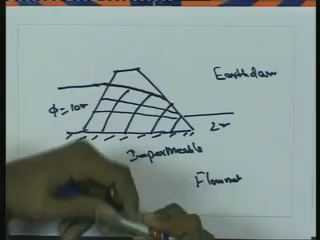 Earthdam
φ = 10m
2m
Impermeable
Flownet